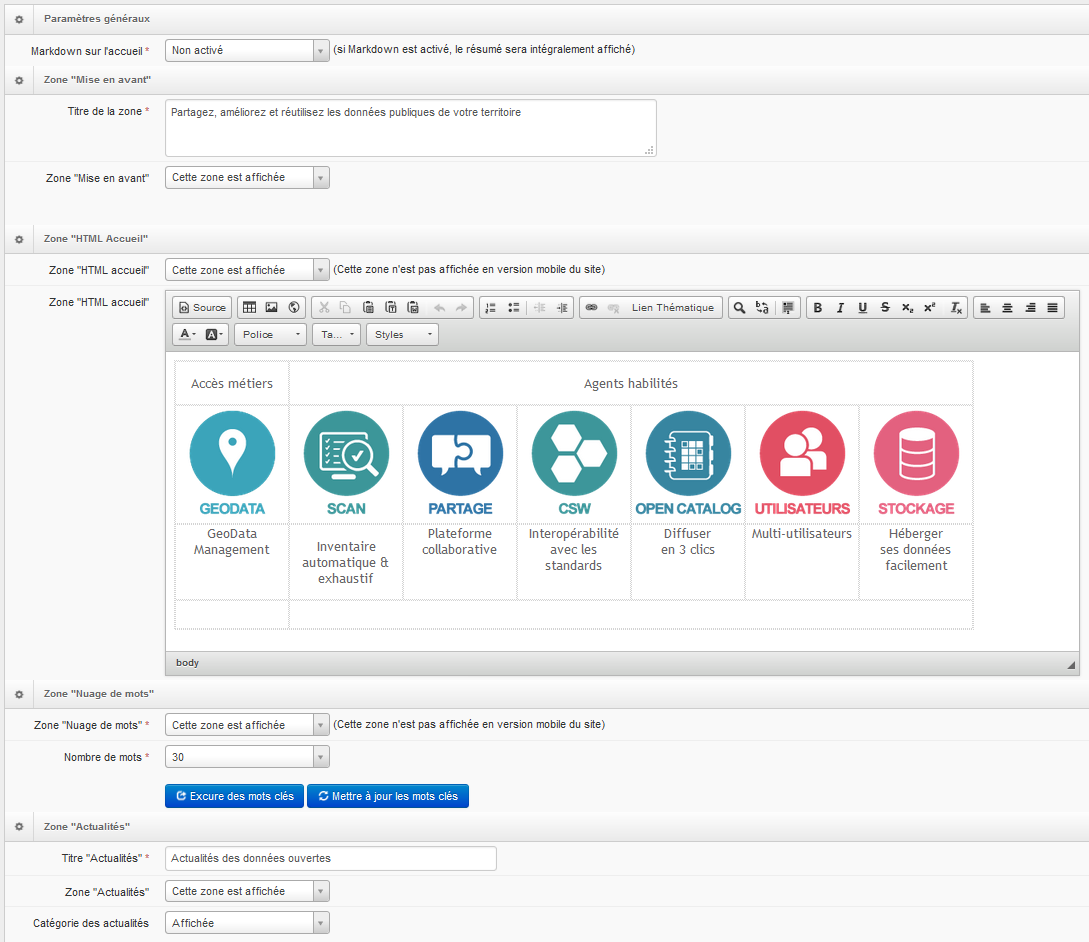 Paramètres généraux
Markdown sur l'accueil * Non activé (si Markdown est activé, le résumé sera intégralement affiché)
Zone "Mise en avant"
Titre de la zone * Partagez, améliorez et réutilisez les données publiques de votre territoire
Zone "Mise en avant" Cette zone est affichée
Zone "HTML Accueil"
Zone "HTML accueil" Cette zone est affichée (Cette zone n'est pas affichée en version mobile du site)
Zone "HTML accueil"
Source Lien Thématique B I U S x₂ x² Tx
A A Police Ta... Styles
Accès métiers Agents habilités
GEODATA SCAN PARTAGE CSW OPEN CATALOG UTILISATEURS STOCKAGE
GeoData
Management
Inventaire
automatique &
exhaustif
Plateforme
collaborative
Interopérabilité
avec les
standards
Diffuser
en 3 clics
Multi-utilisateurs
Héberger
ses données
facilement
body
Zone "Nuage de mots"
Zone "Nuage de mots" * Cette zone est affichée (Cette zone n'est pas affichée en version mobile du site)
Nombre de mots * 30
Excure des mots clés Mettre à jour les mots clés
Zone "Actualités"
Titre "Actualités" * Actualités des données ouvertes
Zone "Actualités" Cette zone est affichée
Catégorie des actualités Affichée